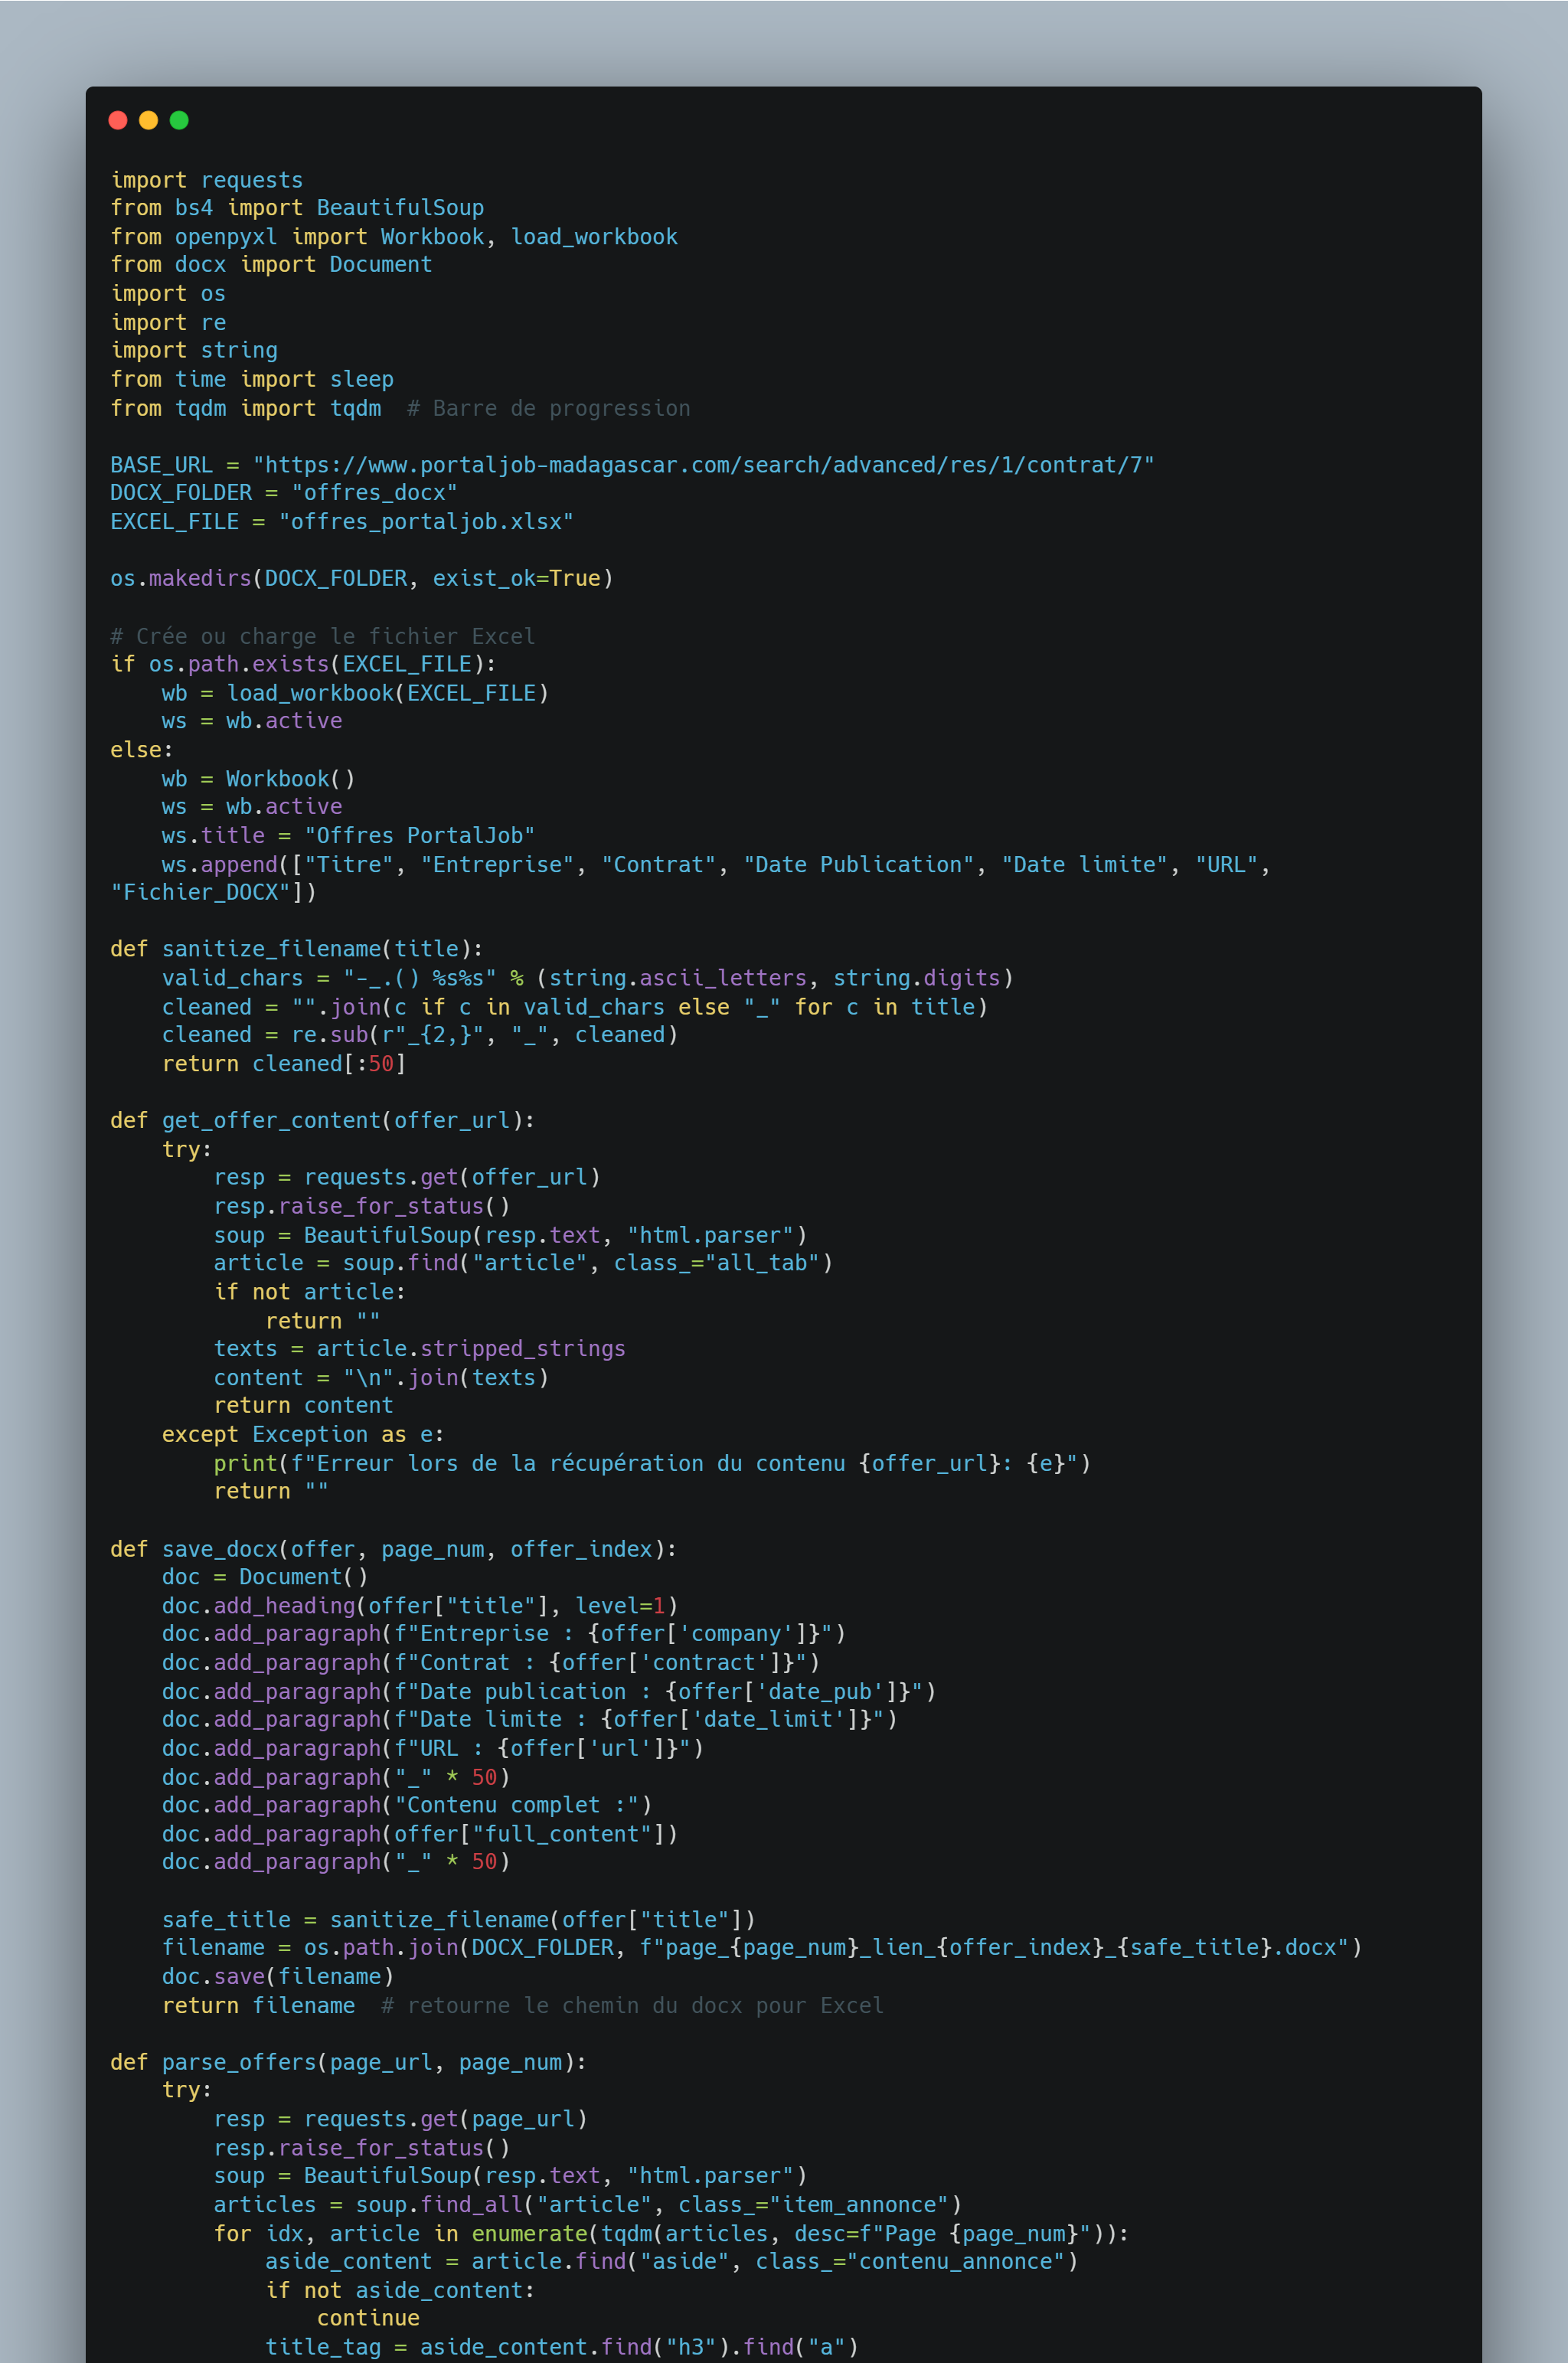 import requests
from bs4 import BeautifulSoup
from openpyxl import Workbook, load_workbook
from docx import Document
import os
import re
import string
from time import sleep
from tqdm import tqdm  # Barre de progression

BASE_URL = "https://www.portaljob-madagascar.com/search/advanced/res/1/contrat/7"
DOCX_FOLDER = "offres_docx"
EXCEL_FILE = "offres_portaljob.xlsx"

os.makedirs(DOCX_FOLDER, exist_ok=True)

# Crée ou charge le fichier Excel
if os.path.exists(EXCEL_FILE):
    wb = load_workbook(EXCEL_FILE)
    ws = wb.active
else:
    wb = Workbook()
    ws = wb.active
    ws.title = "Offres PortalJob"
    ws.append(["Titre", "Entreprise", "Contrat", "Date Publication", "Date limite", "URL",
"Fichier_DOCX"])

def sanitize_filename(title):
    valid_chars = "-_.() %s%s" % (string.ascii_letters, string.digits)
    cleaned = "".join(c if c in valid_chars else "_" for c in title)
    cleaned = re.sub(r"_{2,}", "_", cleaned)
    return cleaned[:50]

def get_offer_content(offer_url):
    try:
        resp = requests.get(offer_url)
        resp.raise_for_status()
        soup = BeautifulSoup(resp.text, "html.parser")
        article = soup.find("article", class_="all_tab")
        if not article:
            return ""
        texts = article.stripped_strings
        content = "\n".join(texts)
        return content
    except Exception as e:
        print(f"Erreur lors de la récupération du contenu {offer_url}: {e}")
        return ""

def save_docx(offer, page_num, offer_index):
    doc = Document()
    doc.add_heading(offer["title"], level=1)
    doc.add_paragraph(f"Entreprise : {offer['company']}")
    doc.add_paragraph(f"Contrat : {offer['contract']}")
    doc.add_paragraph(f"Date publication : {offer['date_pub']}")
    doc.add_paragraph(f"Date limite : {offer['date_limit']}")
    doc.add_paragraph(f"URL : {offer['url']}")
    doc.add_paragraph("_" * 50)
    doc.add_paragraph("Contenu complet :")
    doc.add_paragraph(offer["full_content"])
    doc.add_paragraph("_" * 50)

    safe_title = sanitize_filename(offer["title"])
    filename = os.path.join(DOCX_FOLDER, f"page_{page_num}_lien_{offer_index}_{safe_title}.docx")
    doc.save(filename)
    return filename  # retourne le chemin du docx pour Excel

def parse_offers(page_url, page_num):
    try:
        resp = requests.get(page_url)
        resp.raise_for_status()
        soup = BeautifulSoup(resp.text, "html.parser")
        articles = soup.find_all("article", class_="item_annonce")
        for idx, article in enumerate(tqdm(articles, desc=f"Page {page_num}")):
            aside_content = article.find("aside", class_="contenu_annonce")
            if not aside_content:
                continue
            title_tag = aside_content.find("h3").find("a")